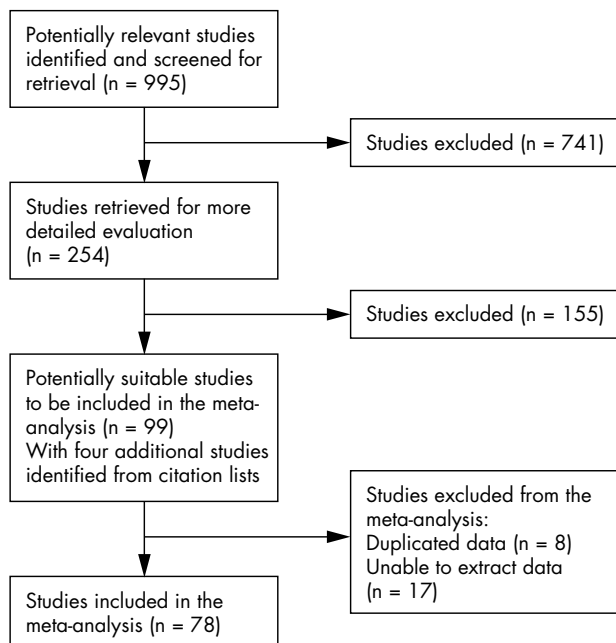 Potentially relevant studies
identified and screened for
retrieval (n = 995)
Studies excluded (n = 741)
Studies retrieved for more
detailed evaluation
(n = 254)
Studies excluded (n = 155)
Potentially suitable studies
to be included in the meta-
analysis (n = 99)
With four additional studies
identified from citation lists
Studies excluded from the
meta-analysis:
Duplicated data (n = 8)
Unable to extract data
(n = 17)
Studies included in the
meta-analysis (n = 78)